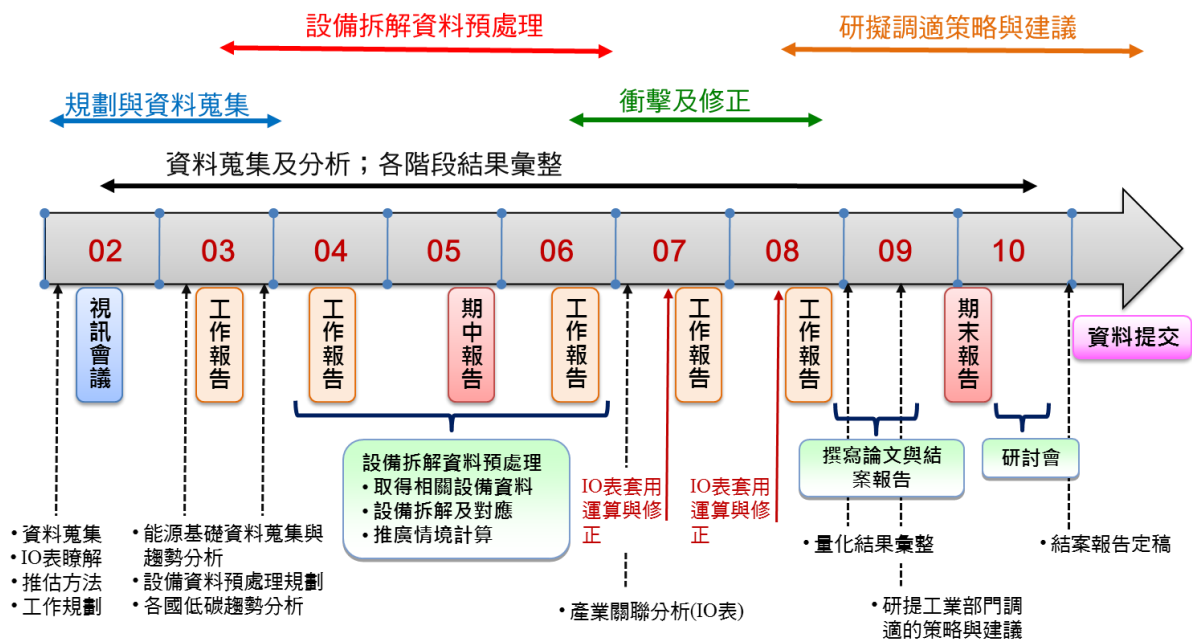 設備拆解資料預處理
研擬調適策略與建議
規劃與資料蒐集
衝擊及修正
資料蒐集及分析；各階段結果彙整
02
03
04
05
06
07
08
09
10
視訊會議
工作報告
工作報告
期中報告
工作報告
工作報告
工作報告
期末報告
資料提交
設備拆解資料預處理
•取得相關設備資料
•設備拆解及對應
•推廣情境計算
IO表套用
運算與修
正
IO表套用
運算與修
正
撰寫論文與結
案報告
研討會
•資料蒐集
•IO表瞭解
•推估方法
•工作規劃
•能源基礎資料蒐集與
趨勢分析
•設備資料預處理規劃
•各國低碳趨勢分析
•產業關聯分析(IO表)
•量化結果彙整
•研提工業部門調
適的策略與建議
•結案報告定稿